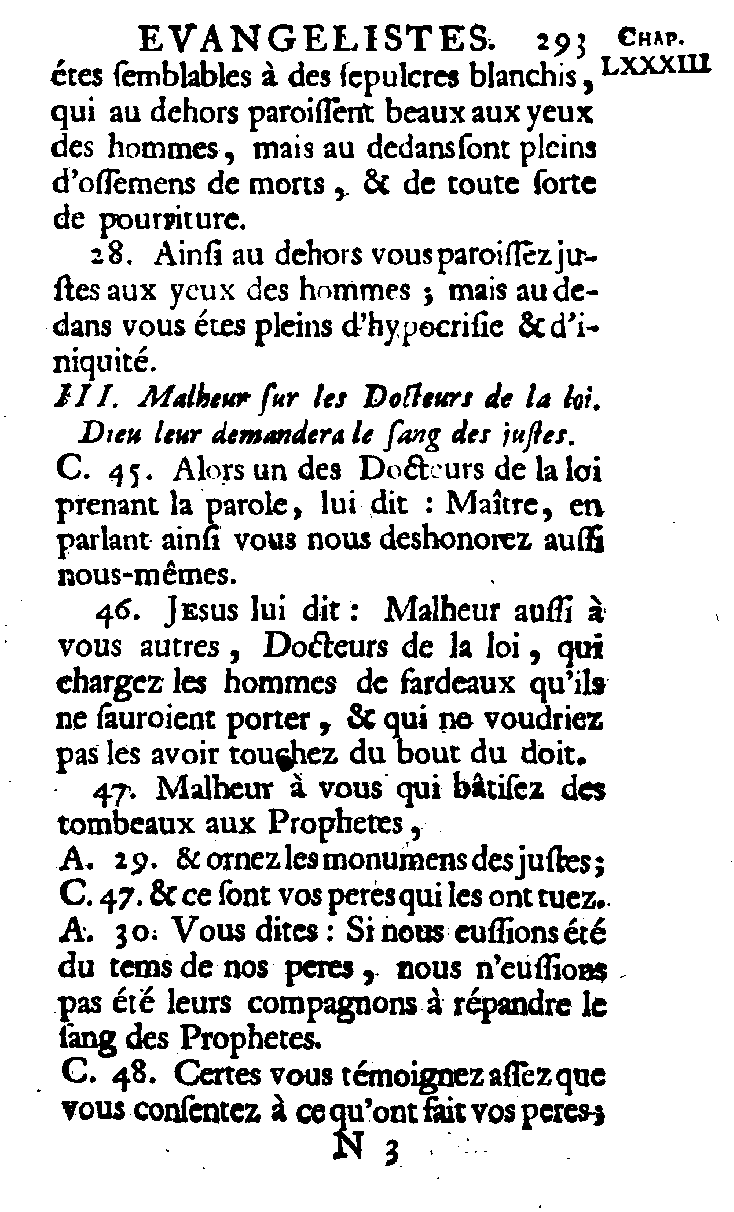 EVANGELISTES. 293 CHAP. LXXXIII
étes ſemblables à des ſepulcres blanchis,
qui au dehors paroiſſent beaux aux yeux
des hommes, mais au dedans ſont pleins
d'oſſemens de morts, & de toute ſorte
de pourriture.
28. Ainſi au dehors vous paroiſſez ju-
ſtes aux yeux des hommes ; mais au de-
dans vous étes pleins d'hypocriſie & d'i-
niquité.
III. Malheur ſur les Docteurs de la loi.
Dieu leur demandera le ſang des juſtes.
C. 45. Alors un des Docteurs de la loi
prenant la parole, lui dit : Maître, en
parlant ainſi vous nous deshonorez auſſi
nous-mêmes.
46. JESUS lui dit : Malheur auſſi à
vous autres, Docteurs de la loi, qui
chargez les hommes de fardeaux qu'ils
ne ſauroient porter, & qui ne voudriez
pas les avoir touchez du bout du doit.
47. Malheur à vous qui bâtiſez des
tombeaux aux Prophetes,
A. 29. & ornez les monumens des juſtes;
C. 47. & ce ſont vos peres qui les ont tuez.
A. 30. Vous dites : Si nous euſſions été
du tems de nos peres, nous n'euſſions
pas été leurs compagnons à répandre le
ſang des Prophetes.
C. 48. Certes vous témoignez aſſez que
vous conſentez à ce qu'ont fait vos peres;
N 3